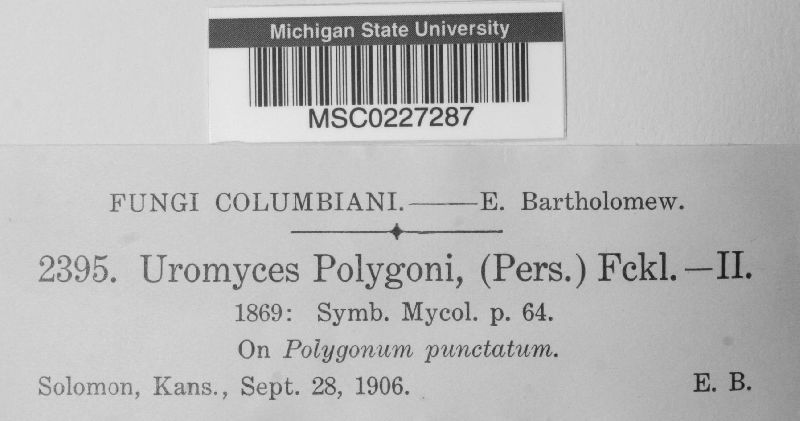 Michigan State University
MSC0227287
FUNGI COLUMBIANI.——E. Bartholomew.
2395. Uromyces Polygoni, (Pers.) Fckl.—II.
1869: Symb. Mycol. p. 64.
On Polygonum punctatum.
Solomon, Kans., Sept. 28, 1906. E. B.